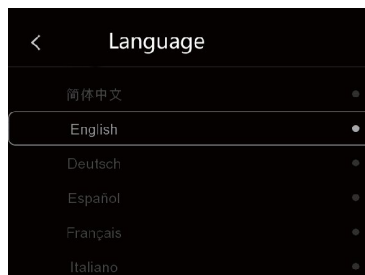 Language
简体中文
English
Deutsch
Español
Français
Italiano